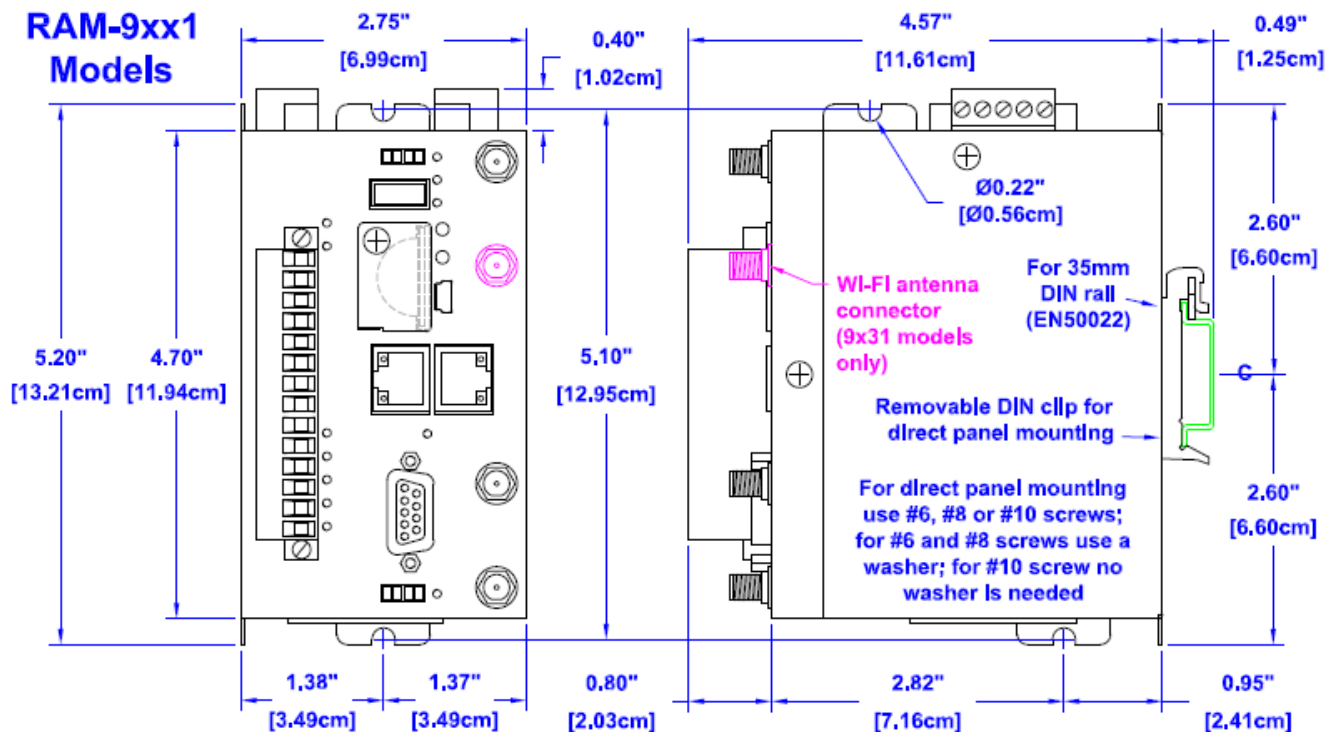 RAM-9xx1
Models
2.75"
[6.99cm]
0.40"
[1.02cm]
4.57"
[11.61cm]
0.49"
[1.25cm]
Ø0.22"
[Ø0.56cm]
2.60"
[6.60cm]
WI-FI antenna
connector
(9x31 models
only)
For 35mm
DIN rail
(EN50022)
5.20"
[13.21cm]
4.70"
[11.94cm]
5.10"
[12.95cm]
Removable DIN clip for
direct panel mounting
For direct panel mounting
use #6, #8 or #10 screws;
for #6 and #8 screws use a
washer; for #10 screw no
washer is needed
2.60"
[6.60cm]
1.38"
[3.49cm]
1.37"
[3.49cm]
0.80"
[2.03cm]
2.82"
[7.16cm]
0.95"
[2.41cm]